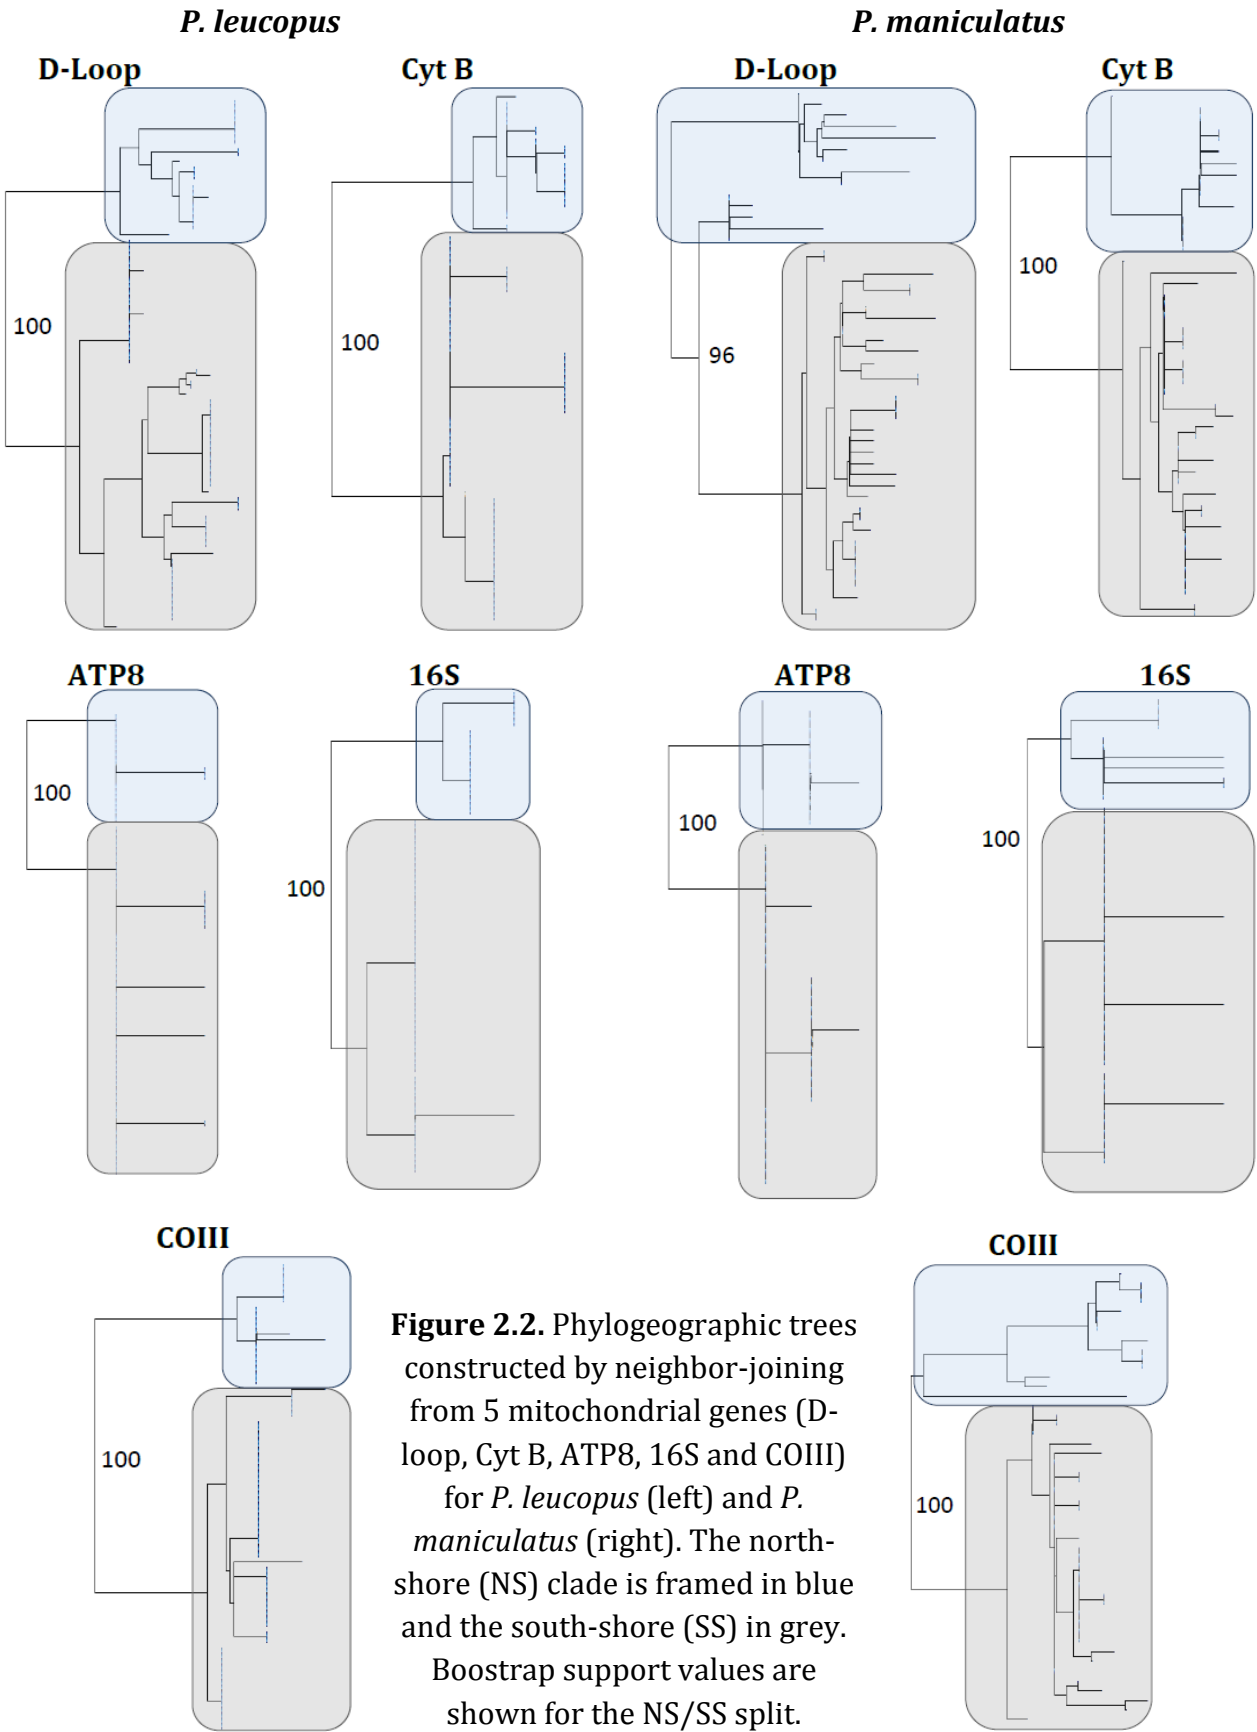 P. leucopus
P. maniculatus
D-Loop
Cyt B
D-Loop
Cyt B
100
100
96
100
ATP8
16S
ATP8
16S
100
100
100
100
COIII
COIII
100
100
Figure 2.2. Phylogeographic trees
constructed by neighbor-joining
from 5 mitochondrial genes (D-
loop, Cyt B, ATP8, 16S and COIII)
for P. leucopus (left) and P.
maniculatus (right). The north-
shore (NS) clade is framed in blue
and the south-shore (SS) in grey.
Boostrap support values are
shown for the NS/SS split.